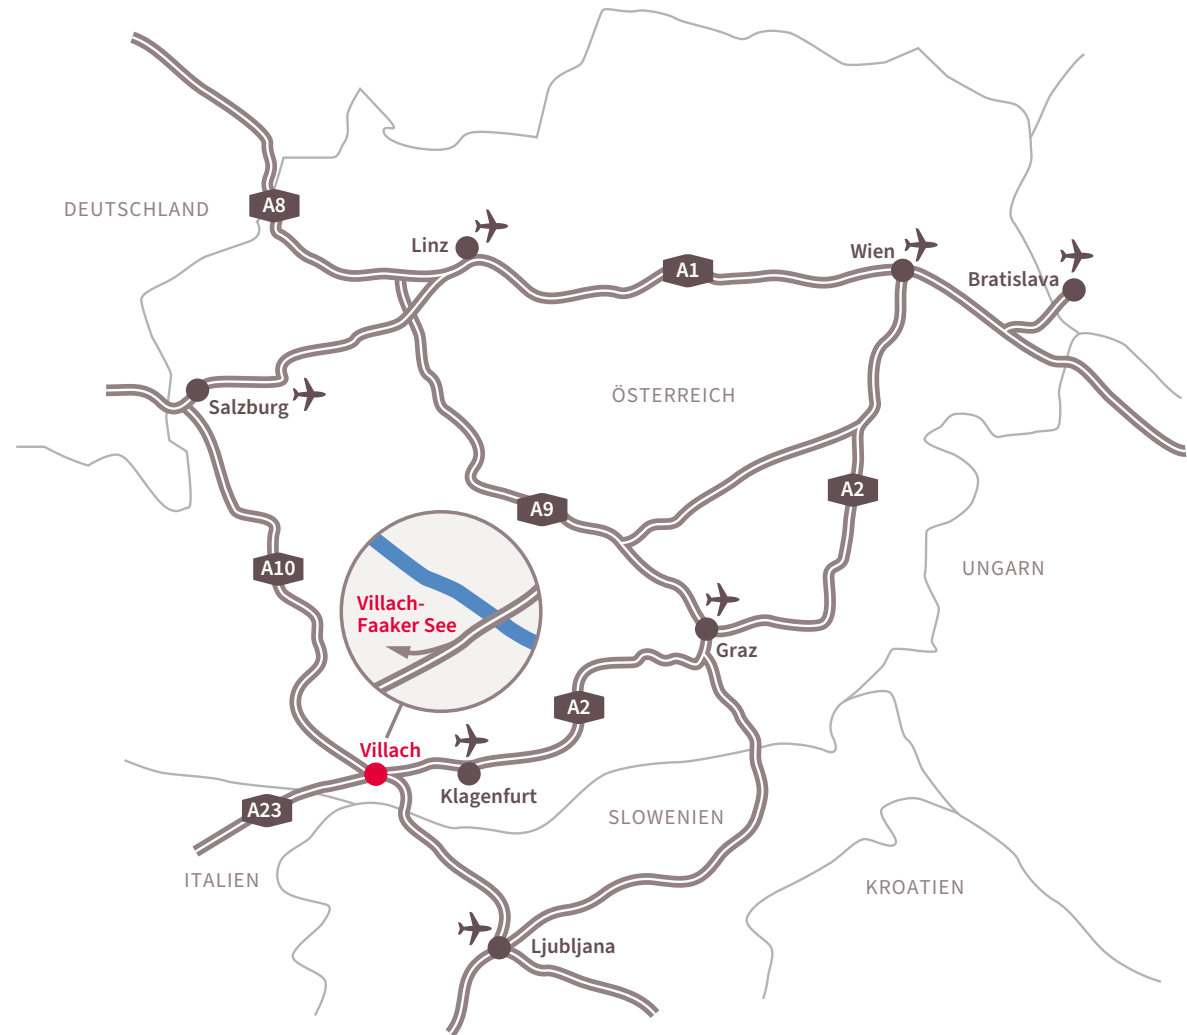 DEUTSCHLAND
A8
Linz
A1
Wien
Bratislava
Salzburg
ÖSTERREICH
A9
A2
A10
UNGARN
Villach-
Faaker See
Graz
A2
Villach
Klagenfurt
A23
SLOWENIEN
ITALIEN
KROATIEN
Ljubljana